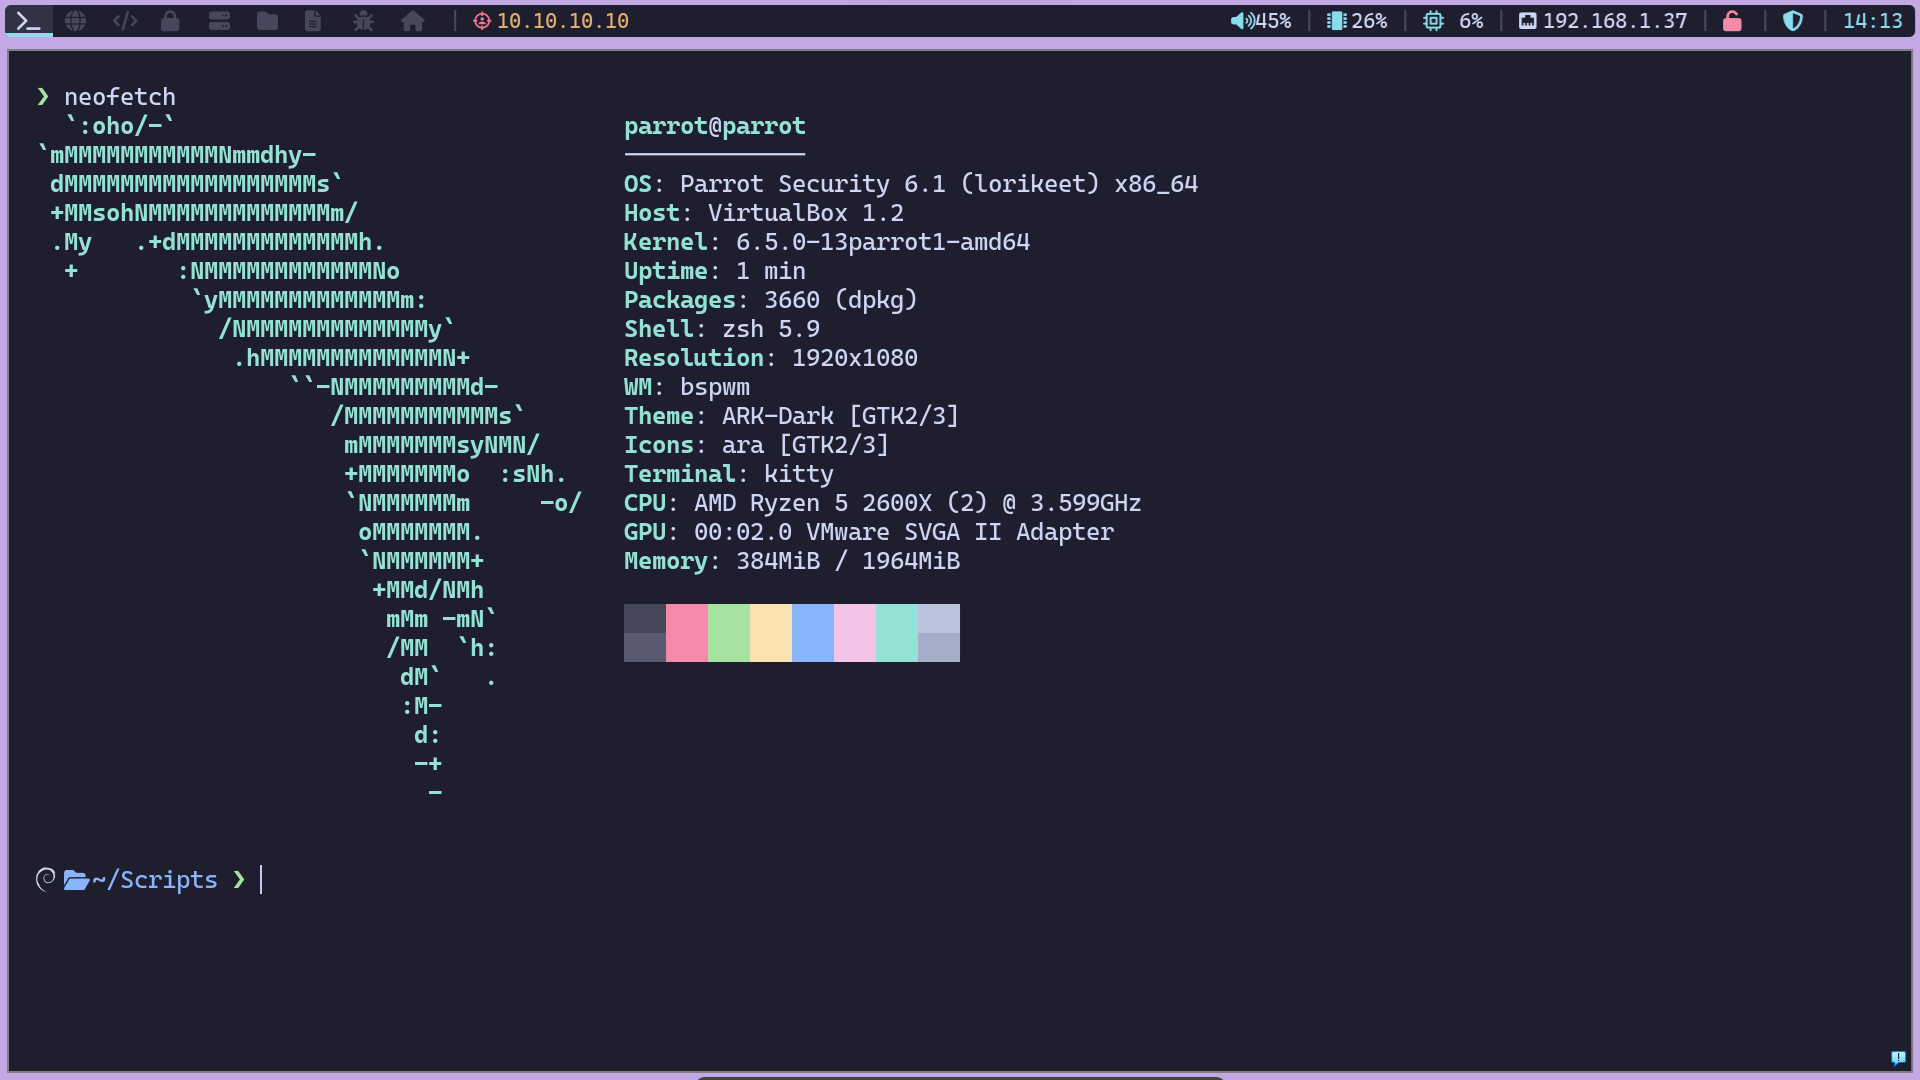 10.10.10.10 45% 26% 6% 192.168.1.37 14:13
❯ neofetch
`:oho/-`
`mMMMMMMMMMMMNmmdhy-
dMMMMMMMMMMMMMMMMMMs`
+MMsohNMMMMMMMMMMMMMm/
.My   .+dMMMMMMMMMMMMMh.
+       :NMMMMMMMMMMMMNo
`yMMMMMMMMMMMMMm:
/NMMMMMMMMMMMMMy`
.hMMMMMMMMMMMMMN+
``-NMMMMMMMMMd-
/MMMMMMMMMMMs`
mMMMMMMMsyNMN/
+MMMMMMMo  :sNh.
`NMMMMMMm     -o/
oMMMMMMM.
`NMMMMMM+
+MMd/NMh
mMm -mN`
/MM  `h:
dM`   .
:M-
d:
-+
-
parrot@parrot
-------------
OS: Parrot Security 6.1 (lorikeet) x86_64
Host: VirtualBox 1.2
Kernel: 6.5.0-13parrot1-amd64
Uptime: 1 min
Packages: 3660 (dpkg)
Shell: zsh 5.9
Resolution: 1920x1080
WM: bspwm
Theme: ARK-Dark [GTK2/3]
Icons: ara [GTK2/3]
Terminal: kitty
CPU: AMD Ryzen 5 2600X (2) @ 3.599GHz
GPU: 00:02.0 VMware SVGA II Adapter
Memory: 384MiB / 1964MiB
~/Scripts ❯